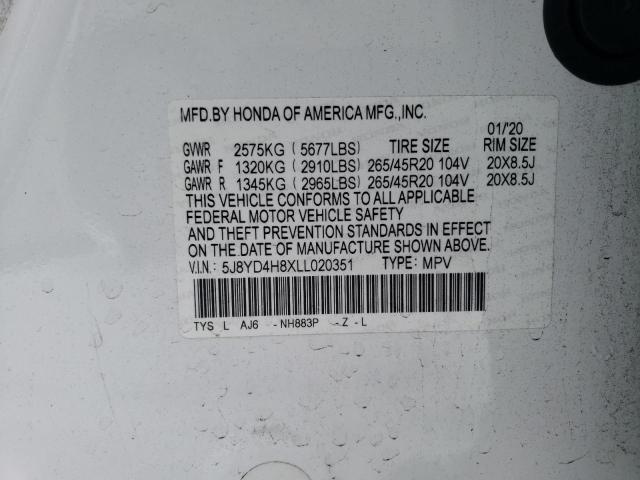 MFD.BY HONDA OF AMERICA MFG.,INC.
01/'20
GVWR 2575KG ( 5677LBS) TIRE SIZE RIM SIZE
GAWR F 1320KG ( 2910LBS) 265/45R20 104V 20X8.5J
GAWR R 1345KG ( 2965LBS) 265/45R20 104V 20X8.5J
THIS VEHICLE CONFORMS TO ALL APPLICABLE
FEDERAL MOTOR VEHICLE SAFETY
AND THEFT PREVENTION STANDARDS IN EFFECT
ON THE DATE OF MANUFACTURE SHOWN ABOVE.
V.I.N.: 5J8YD4H8XLL020351 TYPE: MPV
TYS L AJ6 - NH883P - Z - L